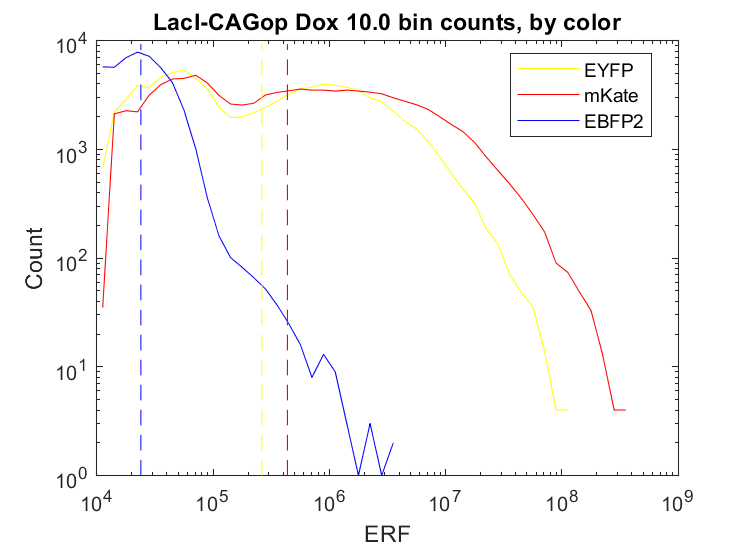 LacI-CAGop Dox 10.0 bin counts, by color
EYFP
mKate
EBFP2
Count
10^4
10^3
10^2
10^1
10^0
10^4 10^5 10^6 10^7 10^8 10^9
ERF